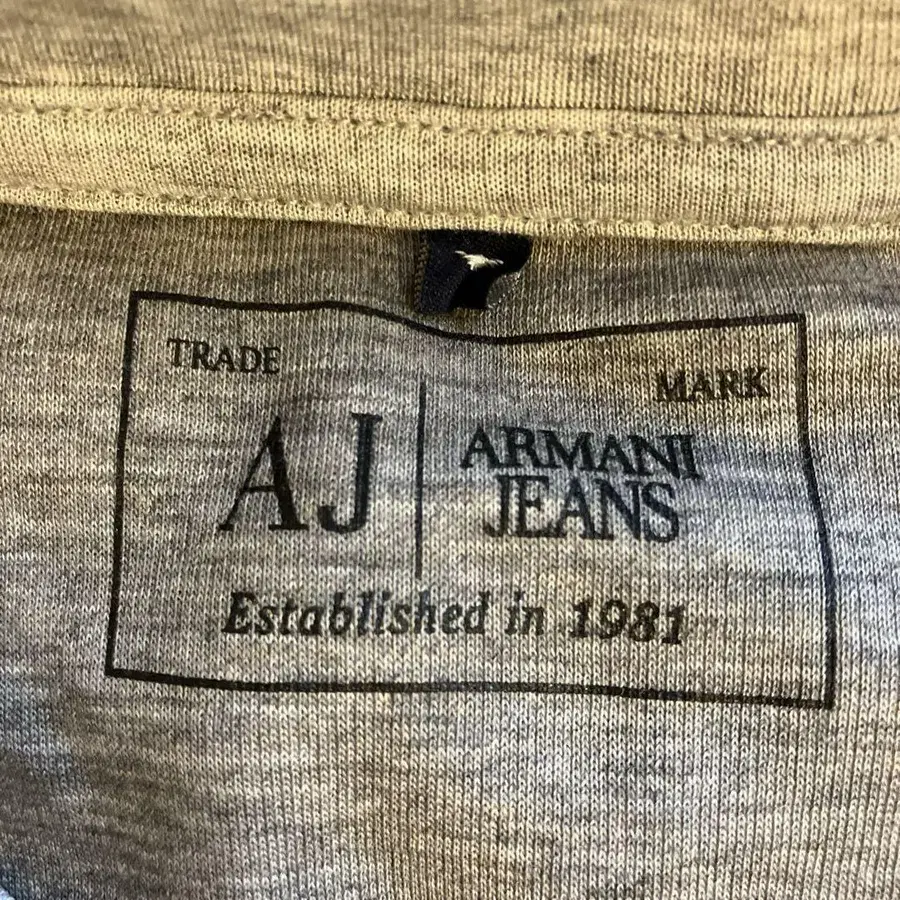 TRADE MARK
AJ ARMANI
JEANS
Established in 1981